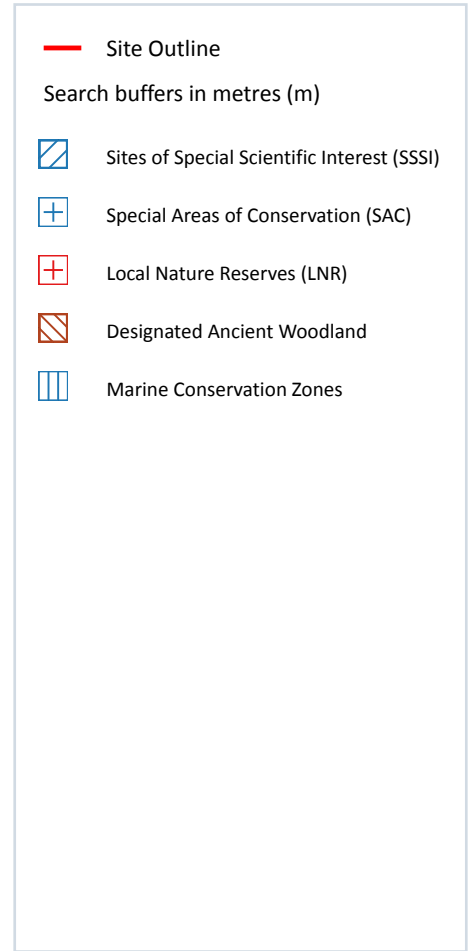 Site Outline
Search buffers in metres (m)
Sites of Special Scientific Interest (SSSI)
Special Areas of Conservation (SAC)
Local Nature Reserves (LNR)
Designated Ancient Woodland
Marine Conservation Zones